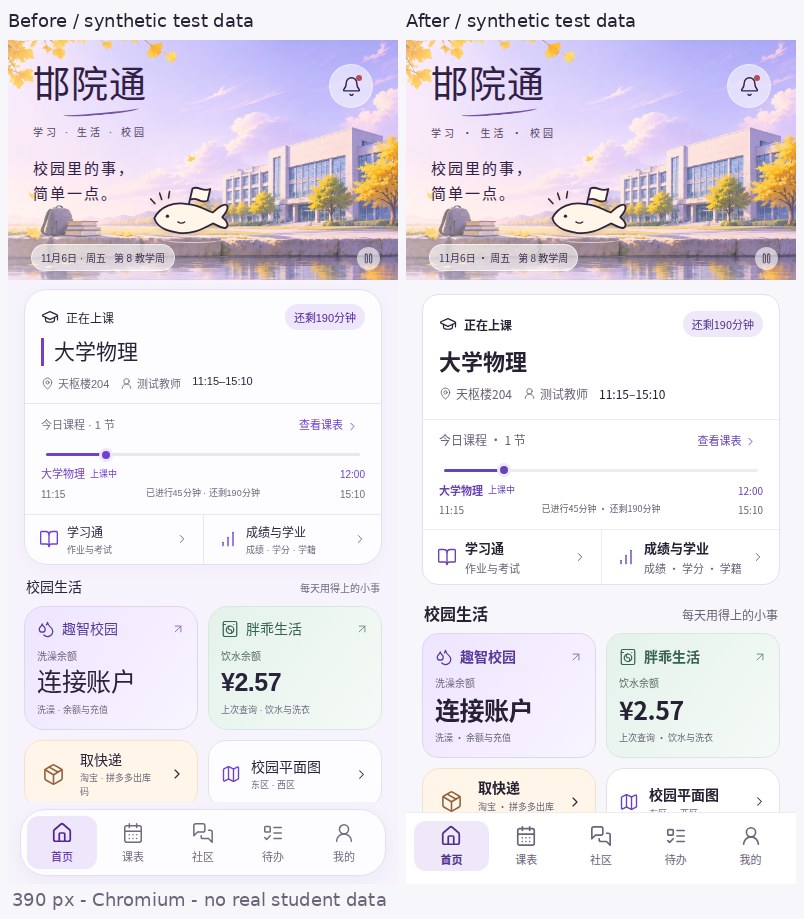 Before / synthetic test data
邯院通
学习 · 生活 · 校园
校园里的事，
简单一点。
11月6日 · 周五 第 8 教学周
正在上课
还剩190分钟
大学物理
天枢楼204 测试教师 11:15–15:10
今日课程 · 1 节
查看课表
大学物理 上课中
12:00
11:15
已进行45分钟 · 还剩190分钟
15:10
学习通
作业与考试
成绩与学业
成绩 · 学分 · 学籍
校园生活
每天用得上的小事
趣智校园
洗澡余额
连接账户
洗澡 · 余额与充值
胖乖生活
饮水余额
¥2.57
上次查询 · 饮水与洗衣
取快递
淘宝 · 拼多多出库
码
校园平面图
东区 · 西区
首页
课表
社区
待办
我的
After / synthetic test data
邯院通
学习 • 生活 • 校园
校园里的事，
简单一点。
11月6日 • 周五 第 8 教学周
正在上课
还剩190分钟
大学物理
天枢楼204 测试教师 11:15–15:10
今日课程 • 1 节
查看课表
大学物理 上课中
12:00
11:15
已进行45分钟 • 还剩190分钟
15:10
学习通
作业与考试
成绩与学业
成绩 • 学分 • 学籍
校园生活
每天用得上的小事
趣智校园
洗澡余额
连接账户
洗澡 • 余额与充值
胖乖生活
饮水余额
¥2.57
上次查询 • 饮水与洗衣
取快递
淘宝 • 拼多多出库
校园平面图
首页
课表
社区
待办
我的
390 px - Chromium - no real student data